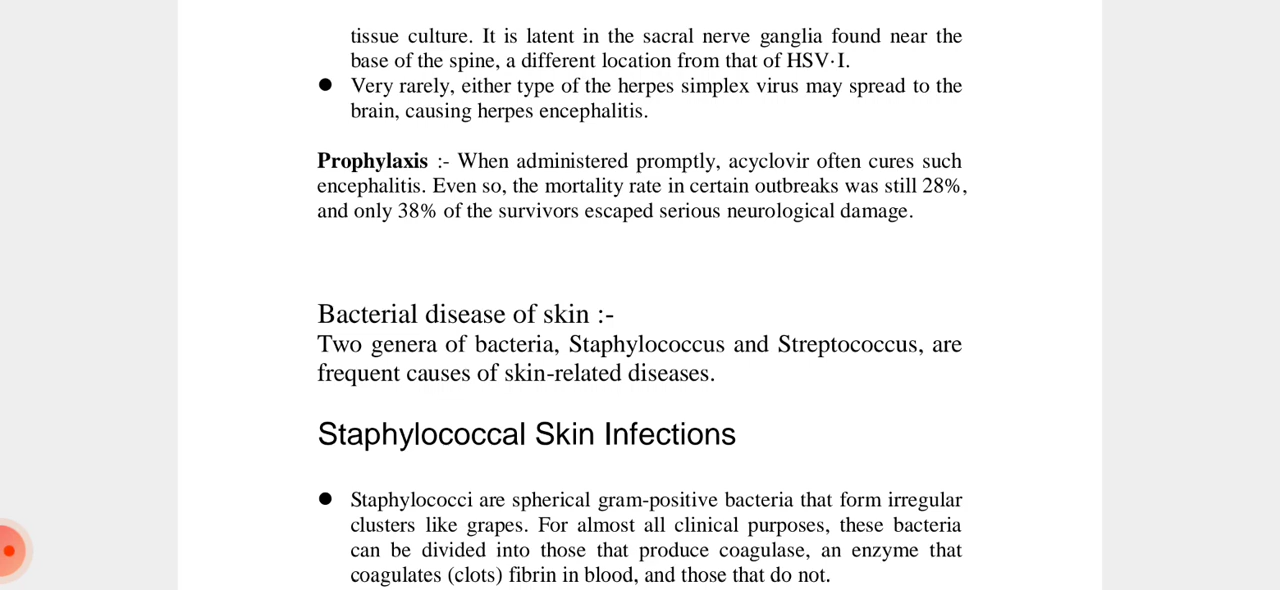 tissue culture. It is latent in the sacral nerve ganglia found near the
base of the spine, a different location from that of HSV·I.
● Very rarely, either type of the herpes simplex virus may spread to the
brain, causing herpes encephalitis.
Prophylaxis :- When administered promptly, acyclovir often cures such
encephalitis. Even so, the mortality rate in certain outbreaks was still 28%,
and only 38% of the survivors escaped serious neurological damage.
Bacterial disease of skin :-
Two genera of bacteria, Staphylococcus and Streptococcus, are
frequent causes of skin-related diseases.
Staphylococcal Skin Infections
● Staphylococci are spherical gram-positive bacteria that form irregular
clusters like grapes. For almost all clinical purposes, these bacteria
can be divided into those that produce coagulase, an enzyme that
coagulates (clots) fibrin in blood, and those that do not.